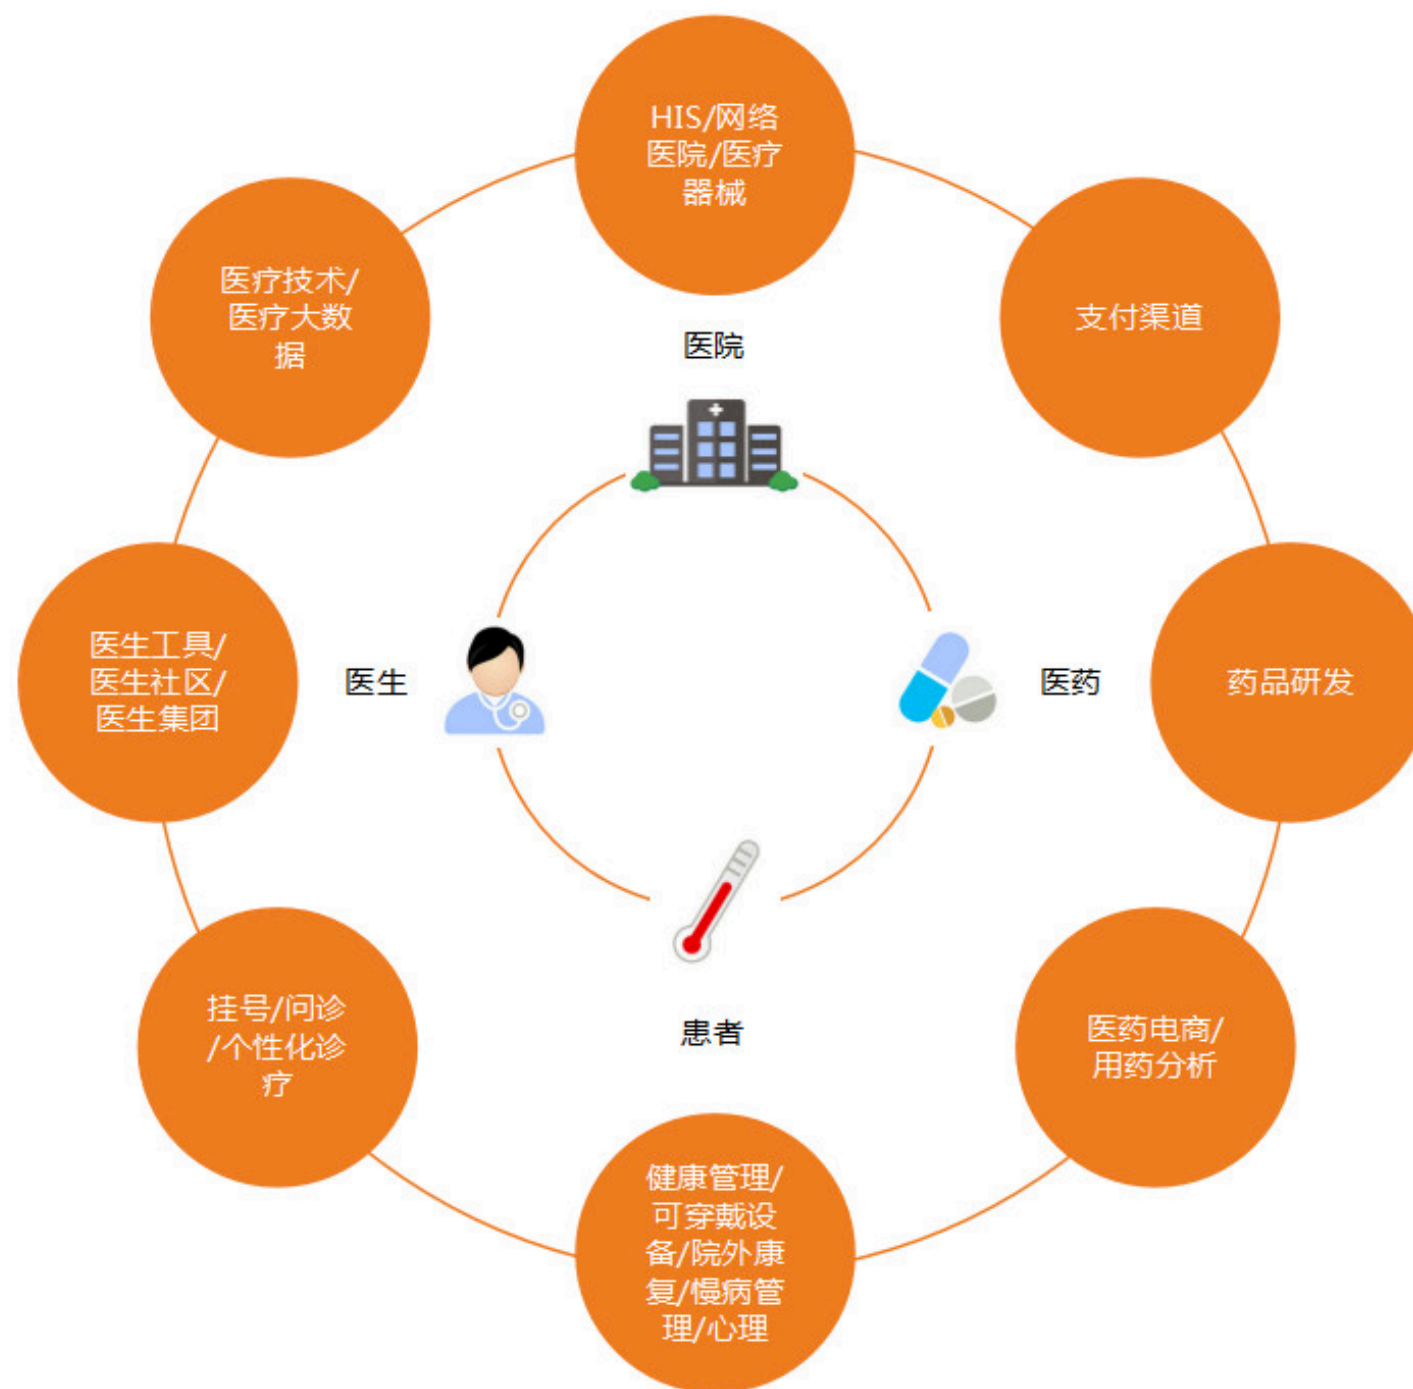 HIS/网络
医院/医疗
器械
医疗技术/
医疗大数
据
支付渠道
医院
医生工具/
医生社区/
医生集团
医生
医药
药品研发
挂号/问诊
/个性化诊
疗
患者
医药电商/
用药分析
健康管理/
可穿戴设
备/院外康
复/慢病管
理/心理